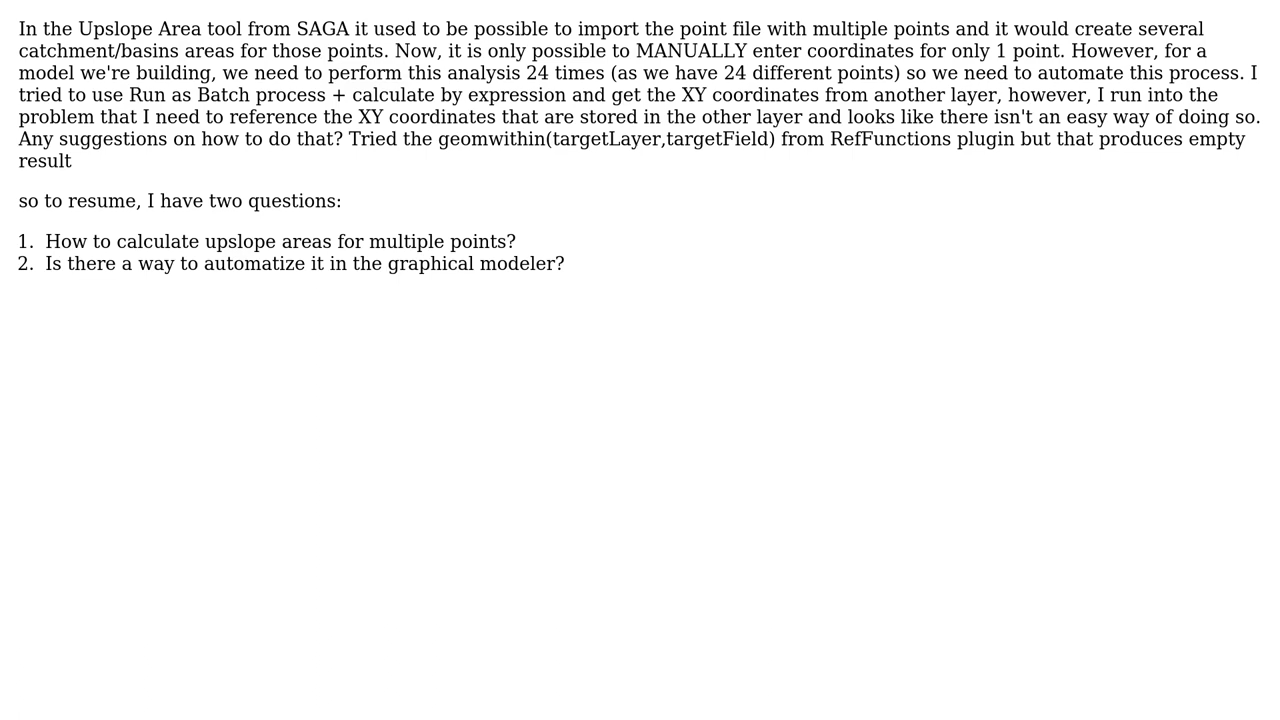 In the Upslope Area tool from SAGA it used to be possible to import the point file with multiple points and it would create several
catchment/basins areas for those points. Now, it is only possible to MANUALLY enter coordinates for only 1 point. However, for a
model we're building, we need to perform this analysis 24 times (as we have 24 different points) so we need to automate this process. I
tried to use Run as Batch process + calculate by expression and get the XY coordinates from another layer, however, I run into the
problem that I need to reference the XY coordinates that are stored in the other layer and looks like there isn't an easy way of doing so.
Any suggestions on how to do that? Tried the geomwithin(targetLayer,targetField) from RefFunctions plugin but that produces empty
result
so to resume, I have two questions:
1. How to calculate upslope areas for multiple points?
2. Is there a way to automatize it in the graphical modeler?